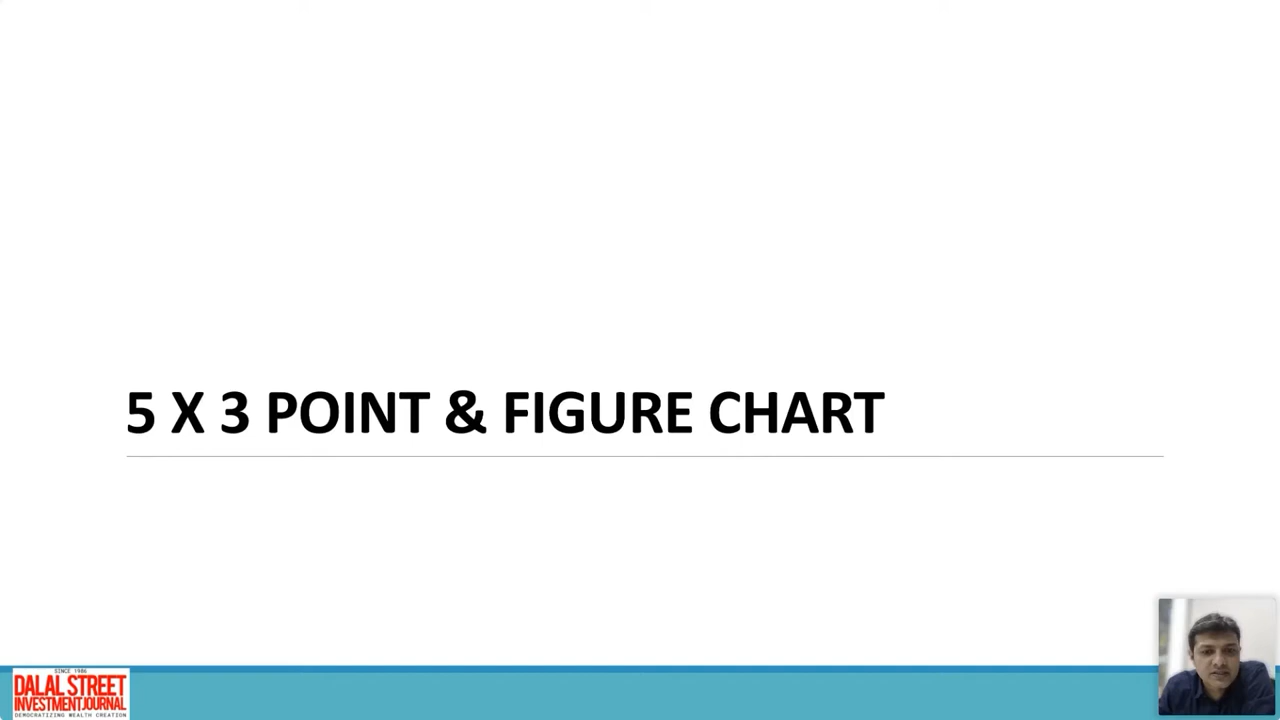 5 X 3 POINT & FIGURE CHART
SINCE 1986
DALAL STREET
INVESTMENT JOURNAL
DEMOCRATIZING WEALTH CREATION